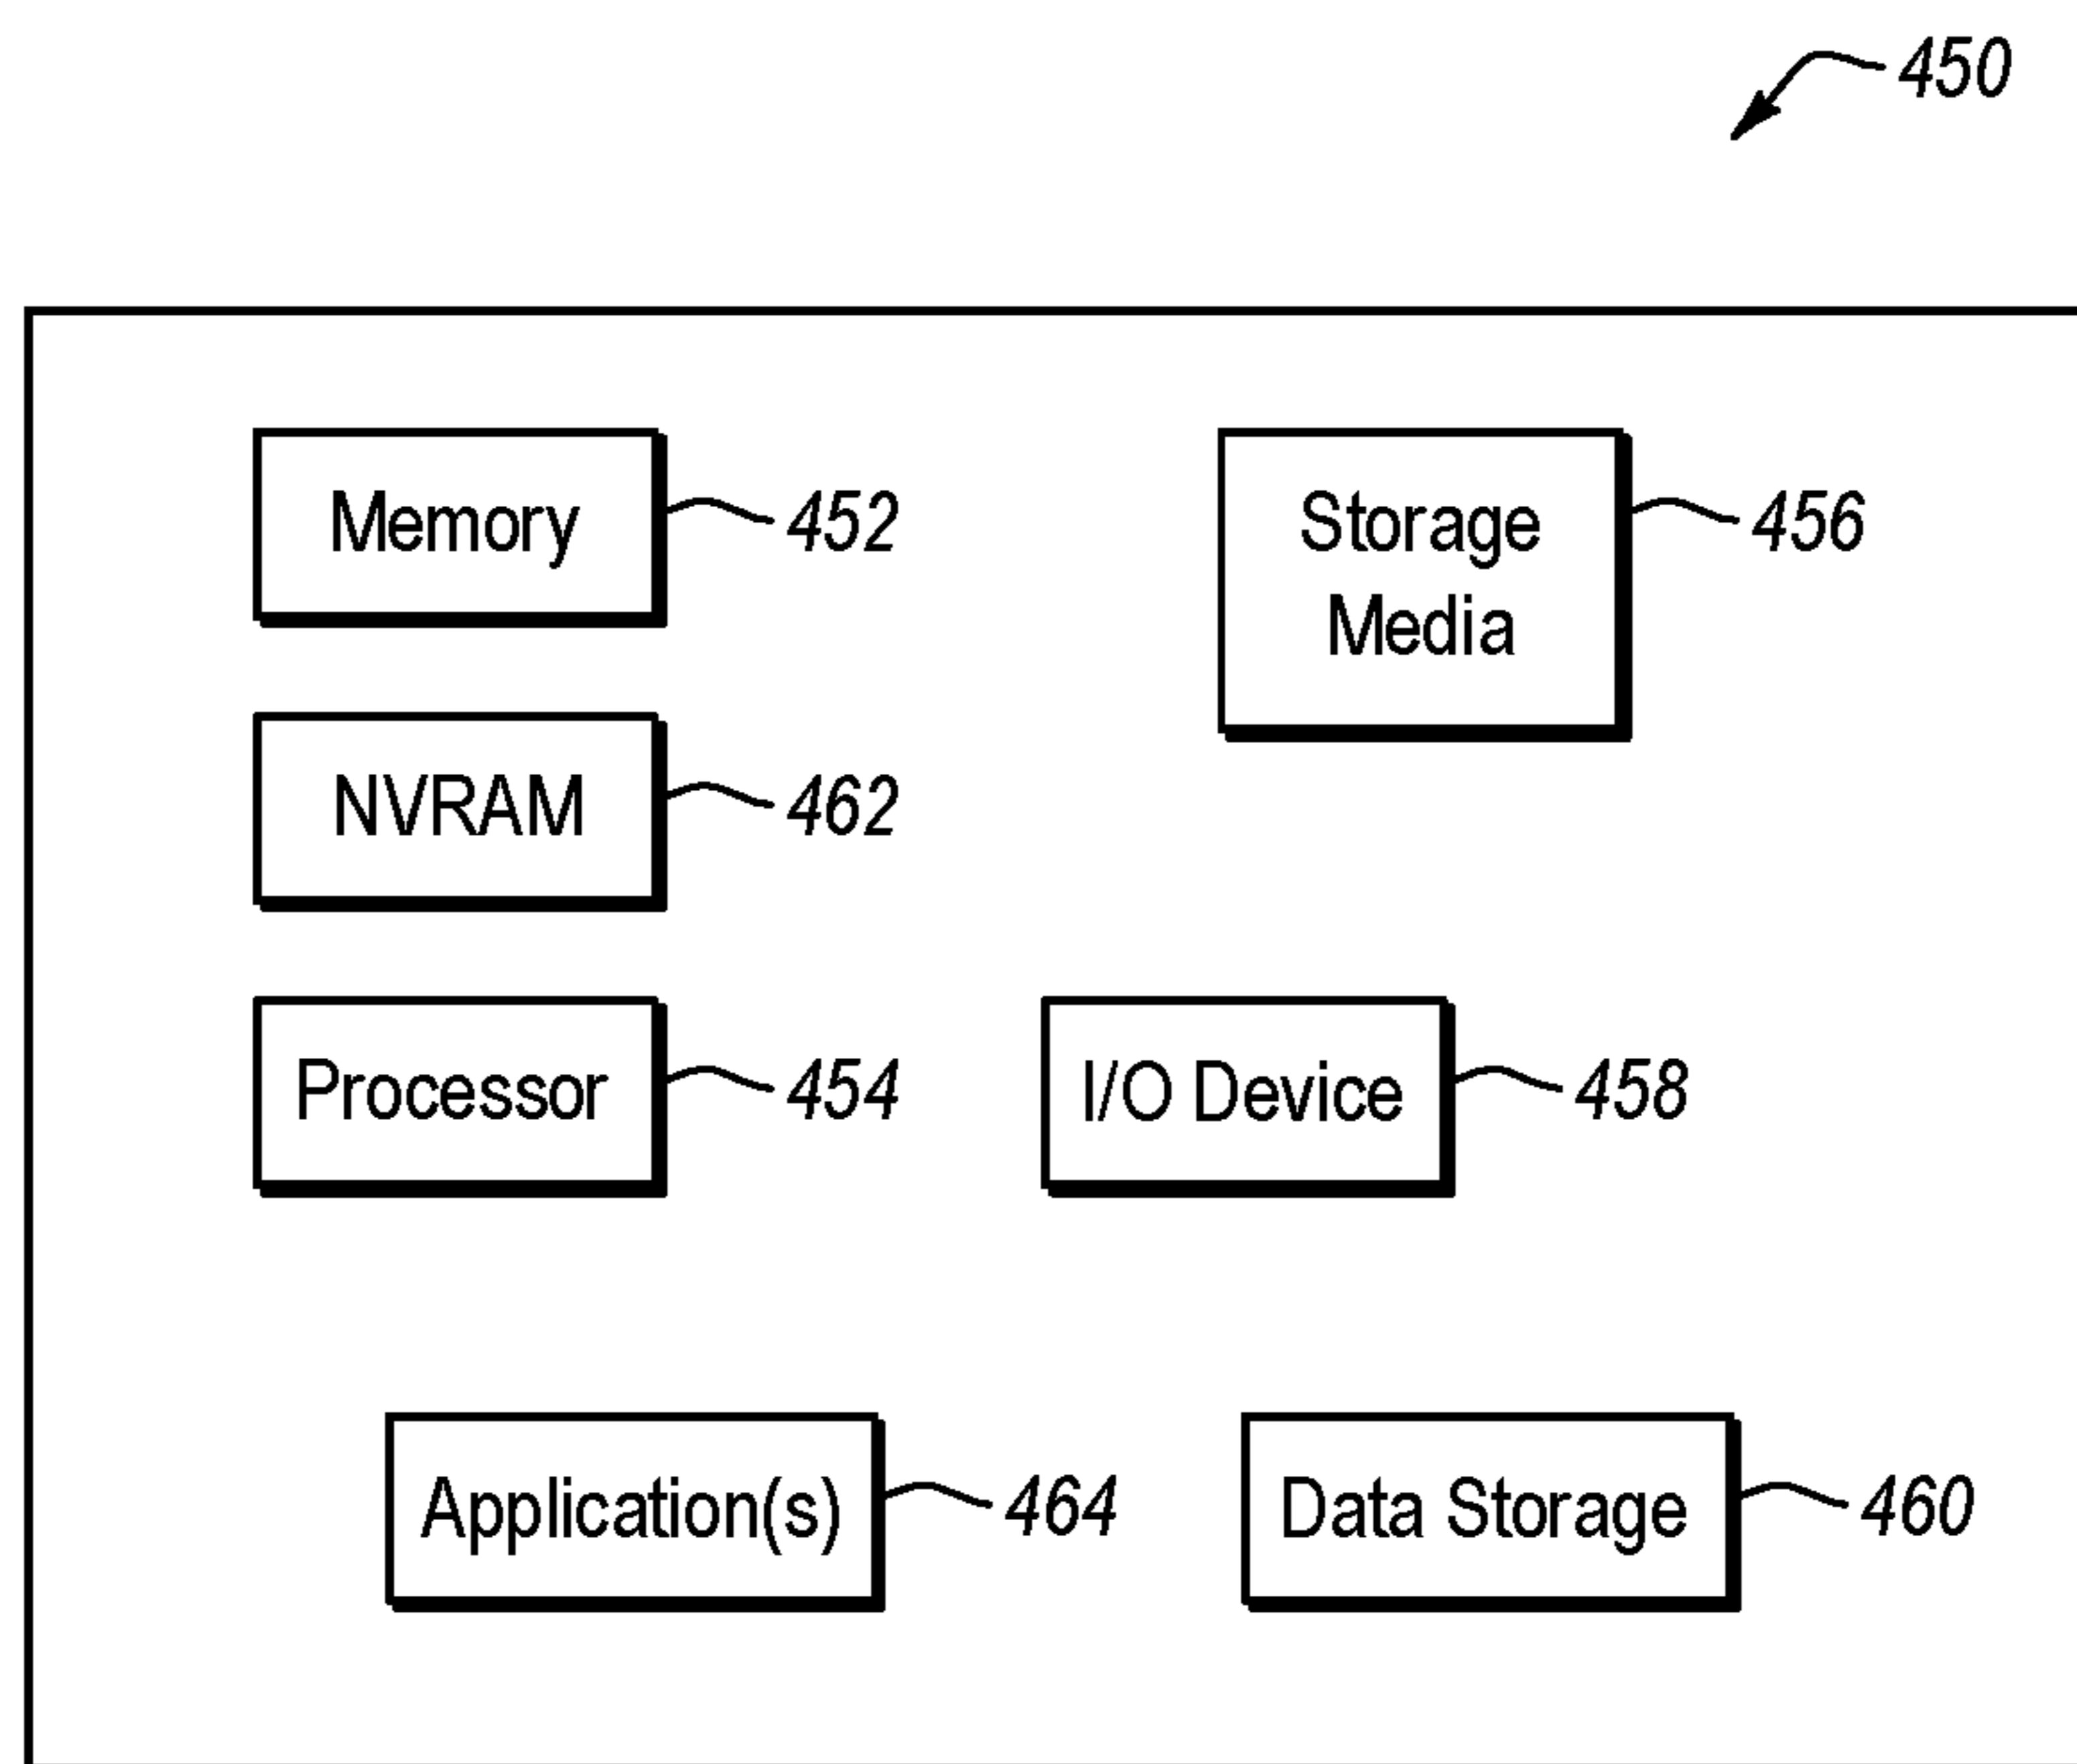 450
Memory 452
Storage 456
Media
NVRAM 462
Processor 454
I/O Device 458
Application(s) 464
Data Storage 460